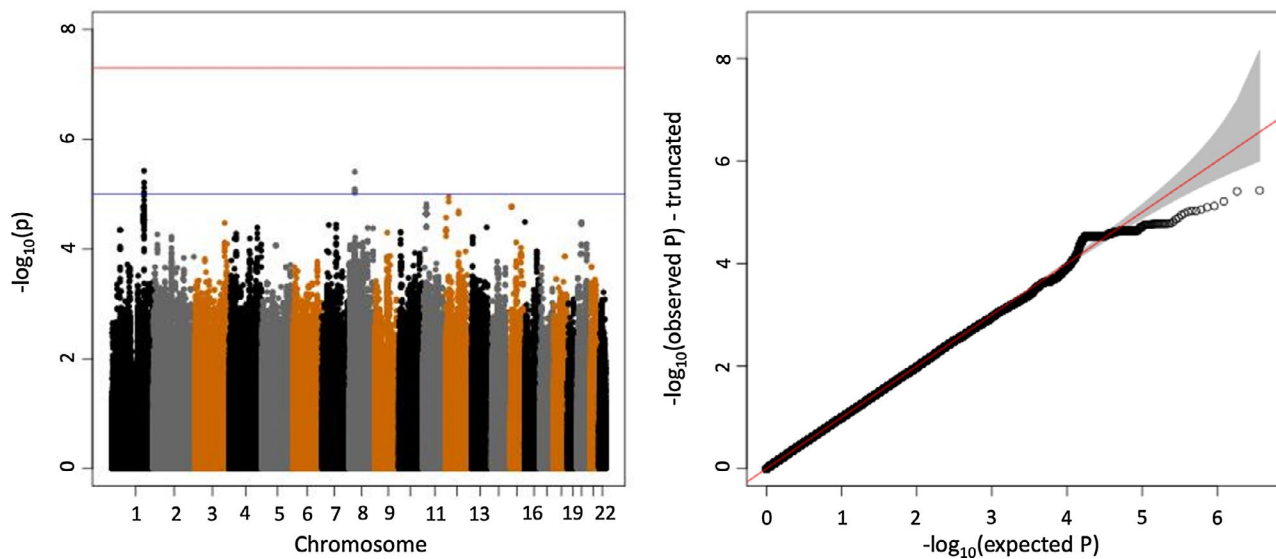 8
6
4
2
0
-log10(p)
1 2 3 4 5 6 7 8 9 11 13 16 19 22
Chromosome
8
6
4
2
0
-log10(observed P) - truncated
0 1 2 3 4 5 6
-log10(expected P)